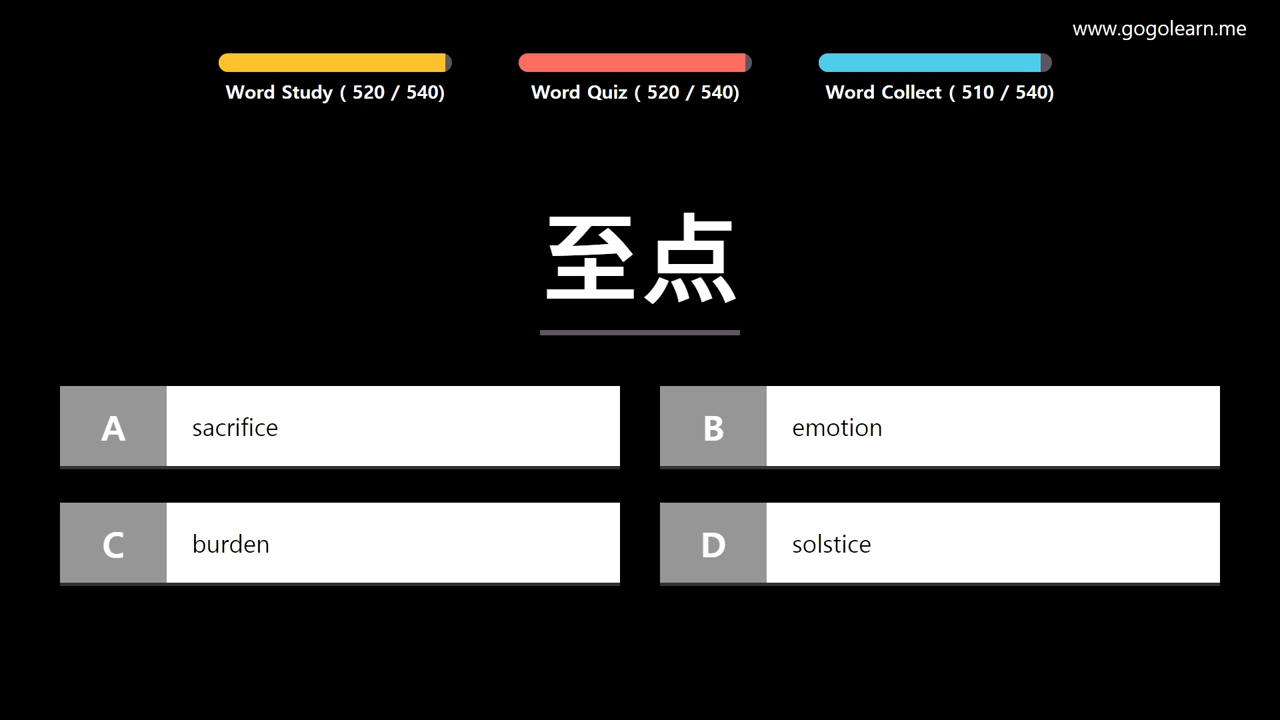 www.gogolearn.me
Word Study ( 520 / 540)
Word Quiz ( 520 / 540)
Word Collect ( 510 / 540)
至点
A sacrifice
B emotion
C burden
D solstice